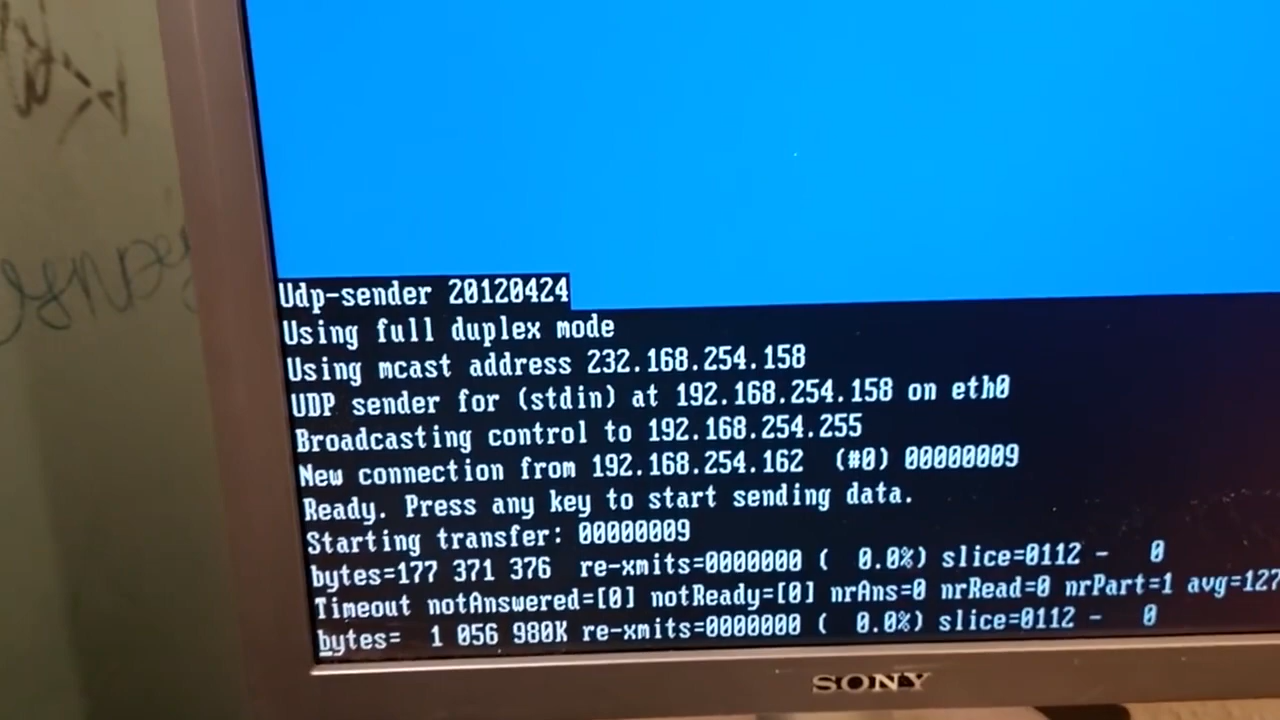 Udp-sender 20120424
Using full duplex mode
Using mcast address 232.168.254.158
UDP sender for (stdin) at 192.168.254.158 on eth0
Broadcasting control to 192.168.254.255
New connection from 192.168.254.162 (#0) 00000009
Ready. Press any key to start sending data.
Starting transfer: 00000009
bytes=177 371 376 re-xmits=0000000 ( 0.0%) slice=0112 - 0
Timeout notAnswered=[0] notReady=[0] nrAns=0 nrRead=0 nrPart=1 avg=127
bytes= 1 056 980K re-xmits=0000000 ( 0.0%) slice=0112 - 0
SONY